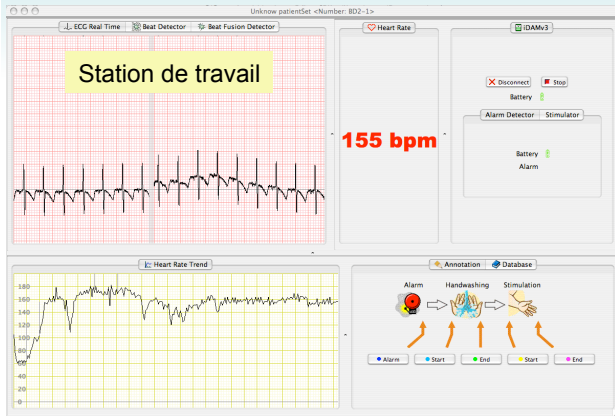 Unknow patientSet <Number: BD2-1>
ECG Real Time Beat Detector Beat Fusion Detector
Station de travail
Heart Rate
155 bpm
iDAMv3
Disconnect Stop
Battery
Alarm Detector Stimulator
Battery
Alarm
Heart Rate Trend
180
160
140
120
100
80
60
40
20
0
Annotation Database
Alarm Handwashing Stimulation
Alarm Start End Start End